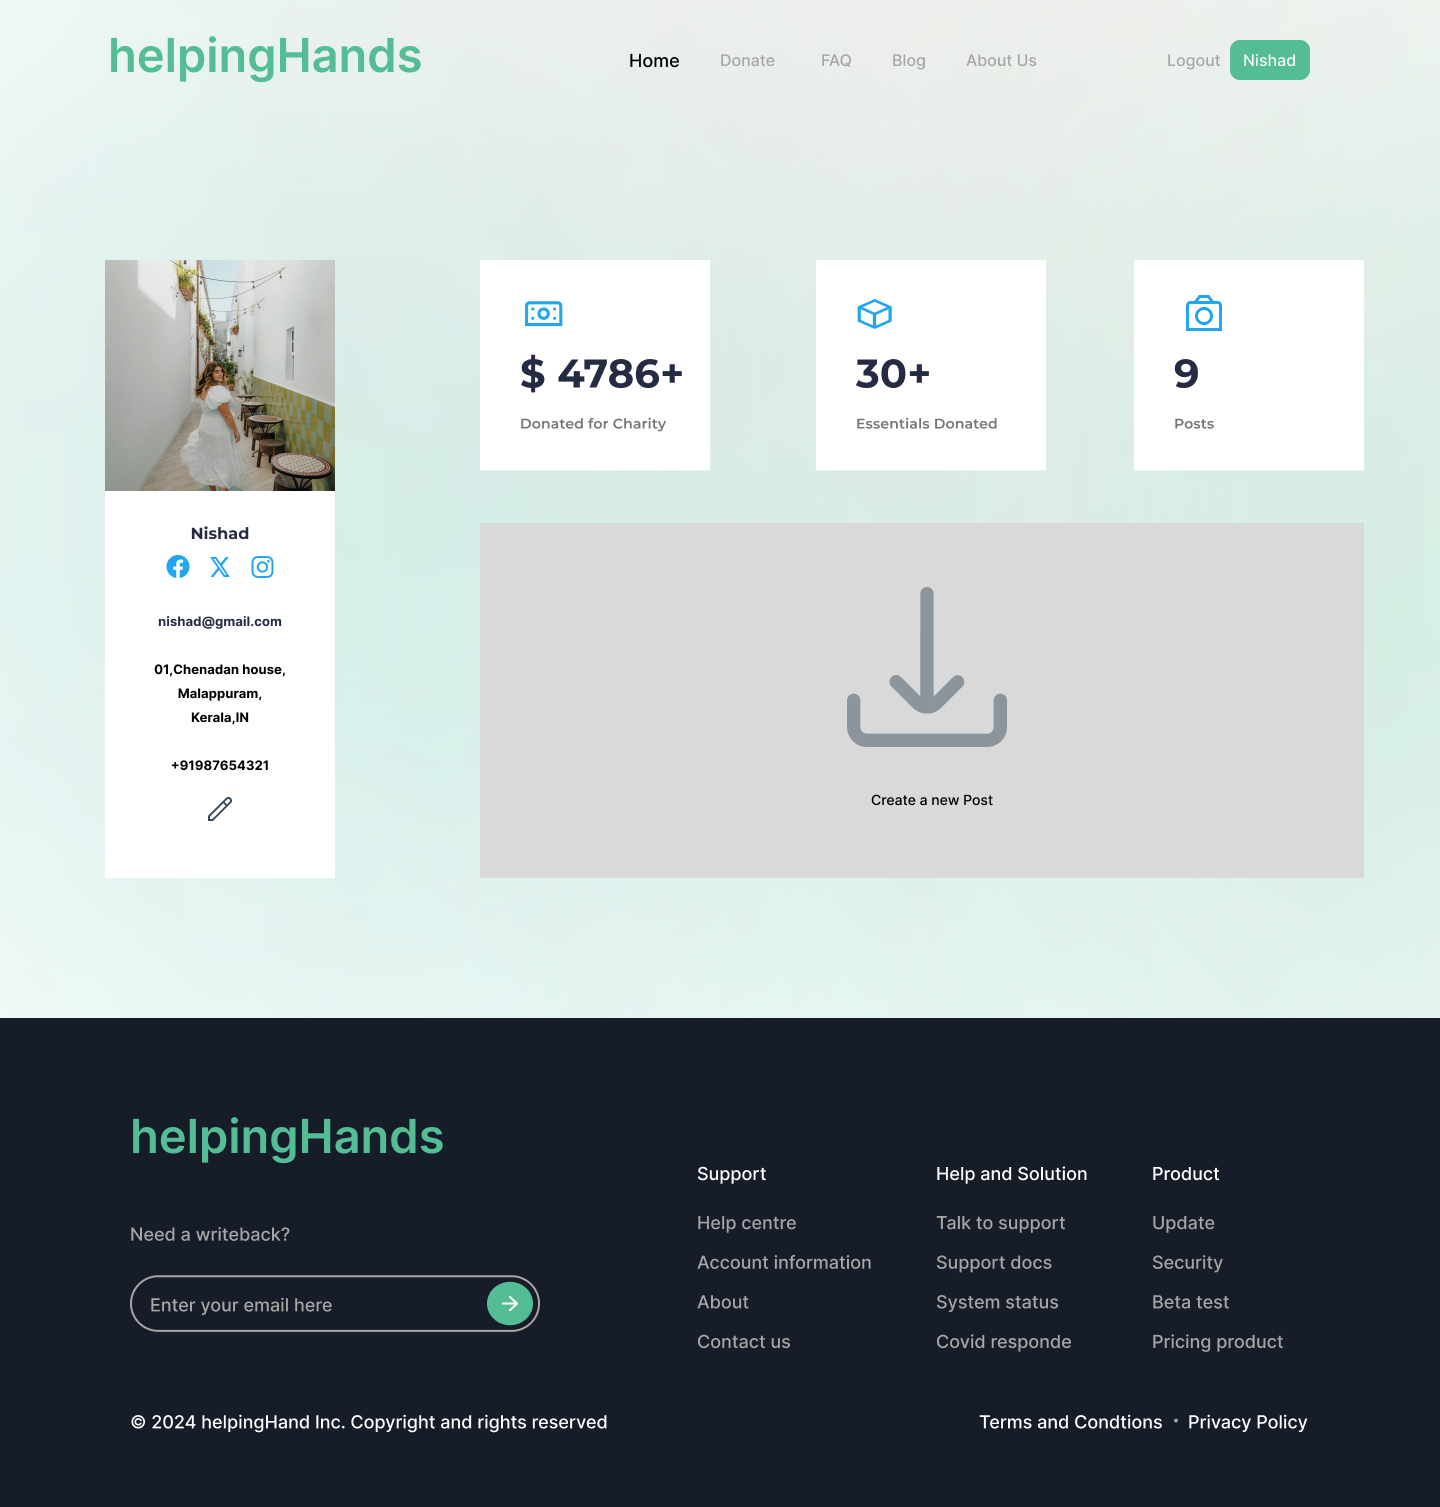 helpingHands
Home
Donate
FAQ
Blog
About Us
Logout
Nishad
$ 4786+
Donated for Charity
30+
Essentials Donated
9
Posts
Nishad
nishad@gmail.com
01,Chenadan house,
Malappuram,
Kerala,IN
+91987654321
Create a new Post
helpingHands
Need a writeback?
Enter your email here
Support
Help centre
Account information
About
Contact us
Help and Solution
Talk to support
Support docs
System status
Covid responde
Product
Update
Security
Beta test
Pricing product
© 2024 helpingHand Inc. Copyright and rights reserved
Terms and Condtions • Privacy Policy